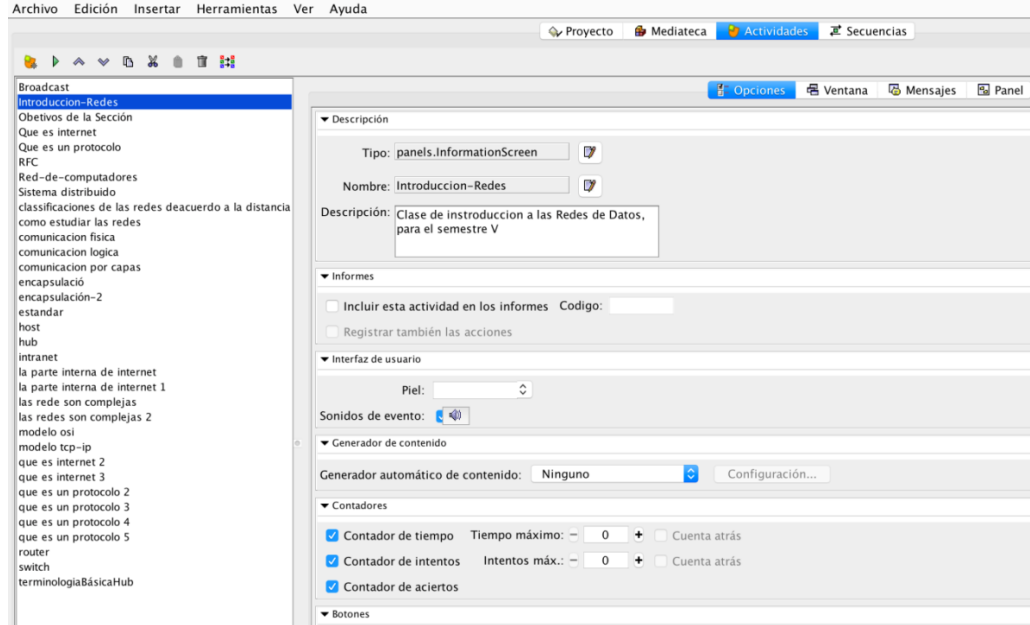 Archivo Edición Insertar Herramientas Ver Ayuda
Proyecto Mediateca Actividades Secuencias
Broadcast
Introduccion-Redes
Obetivos de la Sección
Que es internet
Que es un protocolo
RFC
Red-de-computadores
Sistema distribuido
classificaciones de las redes deacuerdo a la distancia
como estudiar las redes
comunicacion fisica
comunicacion logica
comunicacion por capas
encapsulació
encapsulación-2
estandar
host
hub
intranet
la parte interna de internet
la parte interna de internet 1
las rede son complejas
las redes son complejas 2
modelo osi
modelo tcp-ip
que es internet 2
que es internet 3
que es un protocolo 2
que es un protocolo 3
que es un protocolo 4
que es un protocolo 5
router
switch
terminologiaBásicaHub
Opciones Ventana Mensajes Panel
Descripción
Tipo: panels.InformationScreen
Nombre: Introduccion-Redes
Descripción: Clase de instroduccion a las Redes de Datos,
para el semestre V
Informes
Incluir esta actividad en los informes Codigo:
Registrar también las acciones
Interfaz de usuario
Piel:
Sonidos de evento:
Generador de contenido
Generador automático de contenido: Ninguno Configuración...
Contadores
Contador de tiempo Tiempo máximo: - 0 + Cuenta atrás
Contador de intentos Intentos máx.: - 0 + Cuenta atrás
Contador de aciertos
Botones